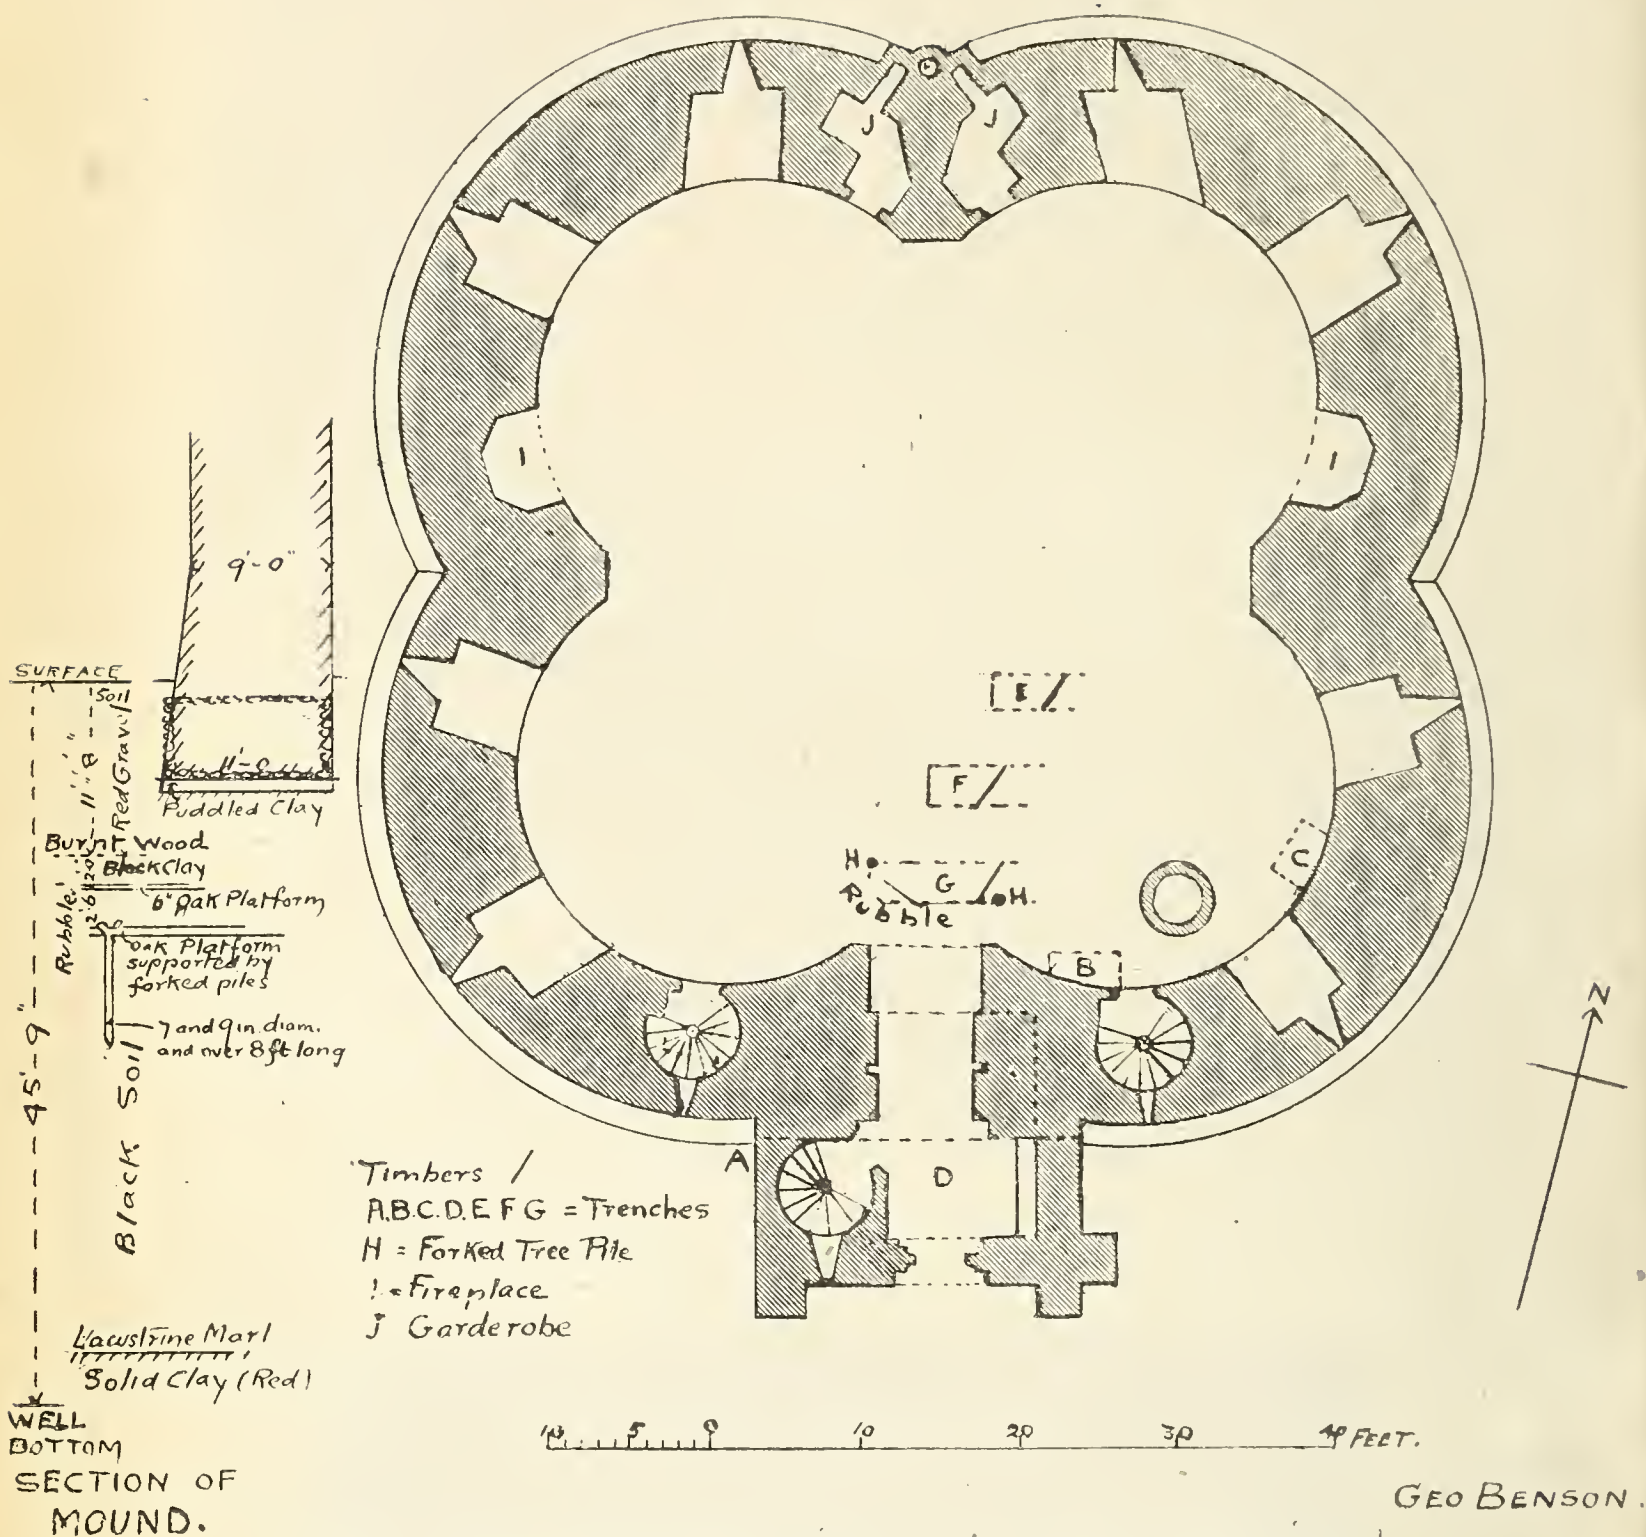 J
J
I
I
9'-0"
SURFACE
Soil
Red Gravel
11'-8"
Puddled Clay
Burnt Wood
Black Clay
2'0"
6" Oak Platform
Rubble
2'6"
Oak Platform
supported by
forked piles
7 and 9 in. diam.
and over 8 ft long
45'-9"
Black Soil
Lacustrine Marl
Solid Clay (Red)
WELL
BOTTOM
SECTION OF
MOUND.
E
F
H
G
H.
Rubble
C
B
A
D
N
Timbers /
A.B.C.D.E F G = Trenches
H = Forked Tree Pile
I = Fireplace
J Garderobe
10 5 0 10 20 30 40 FEET.
GEO BENSON.